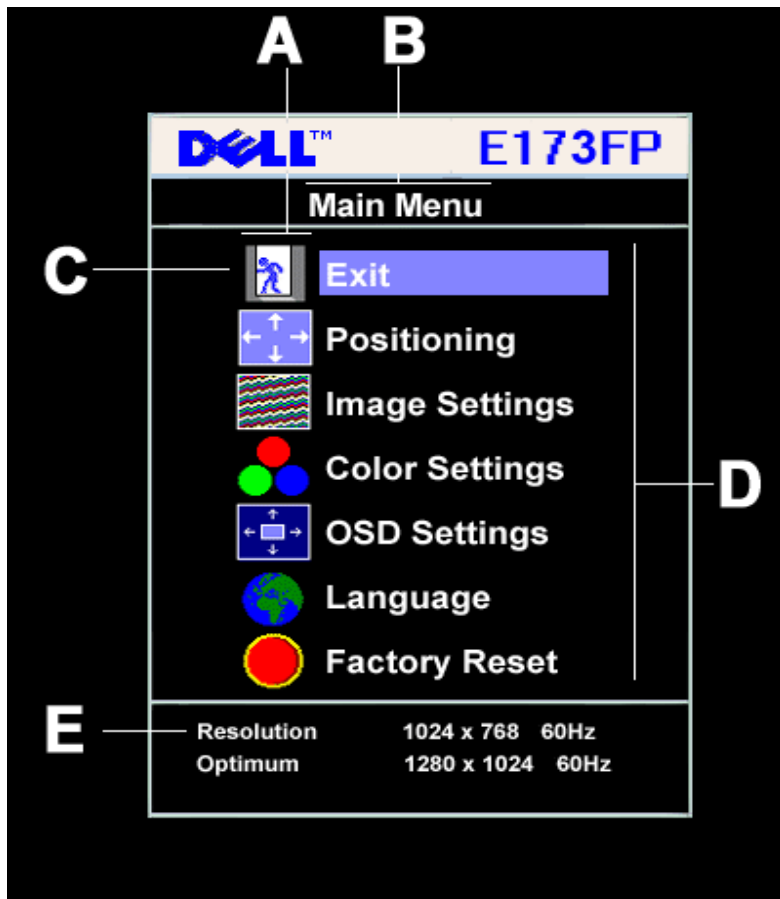 A B
DELL™ E173FP
Main Menu
C Exit
Positioning
Image Settings
Color Settings
D
OSD Settings
Language
Factory Reset
E Resolution 1024 x 768 60Hz
Optimum 1280 x 1024 60Hz